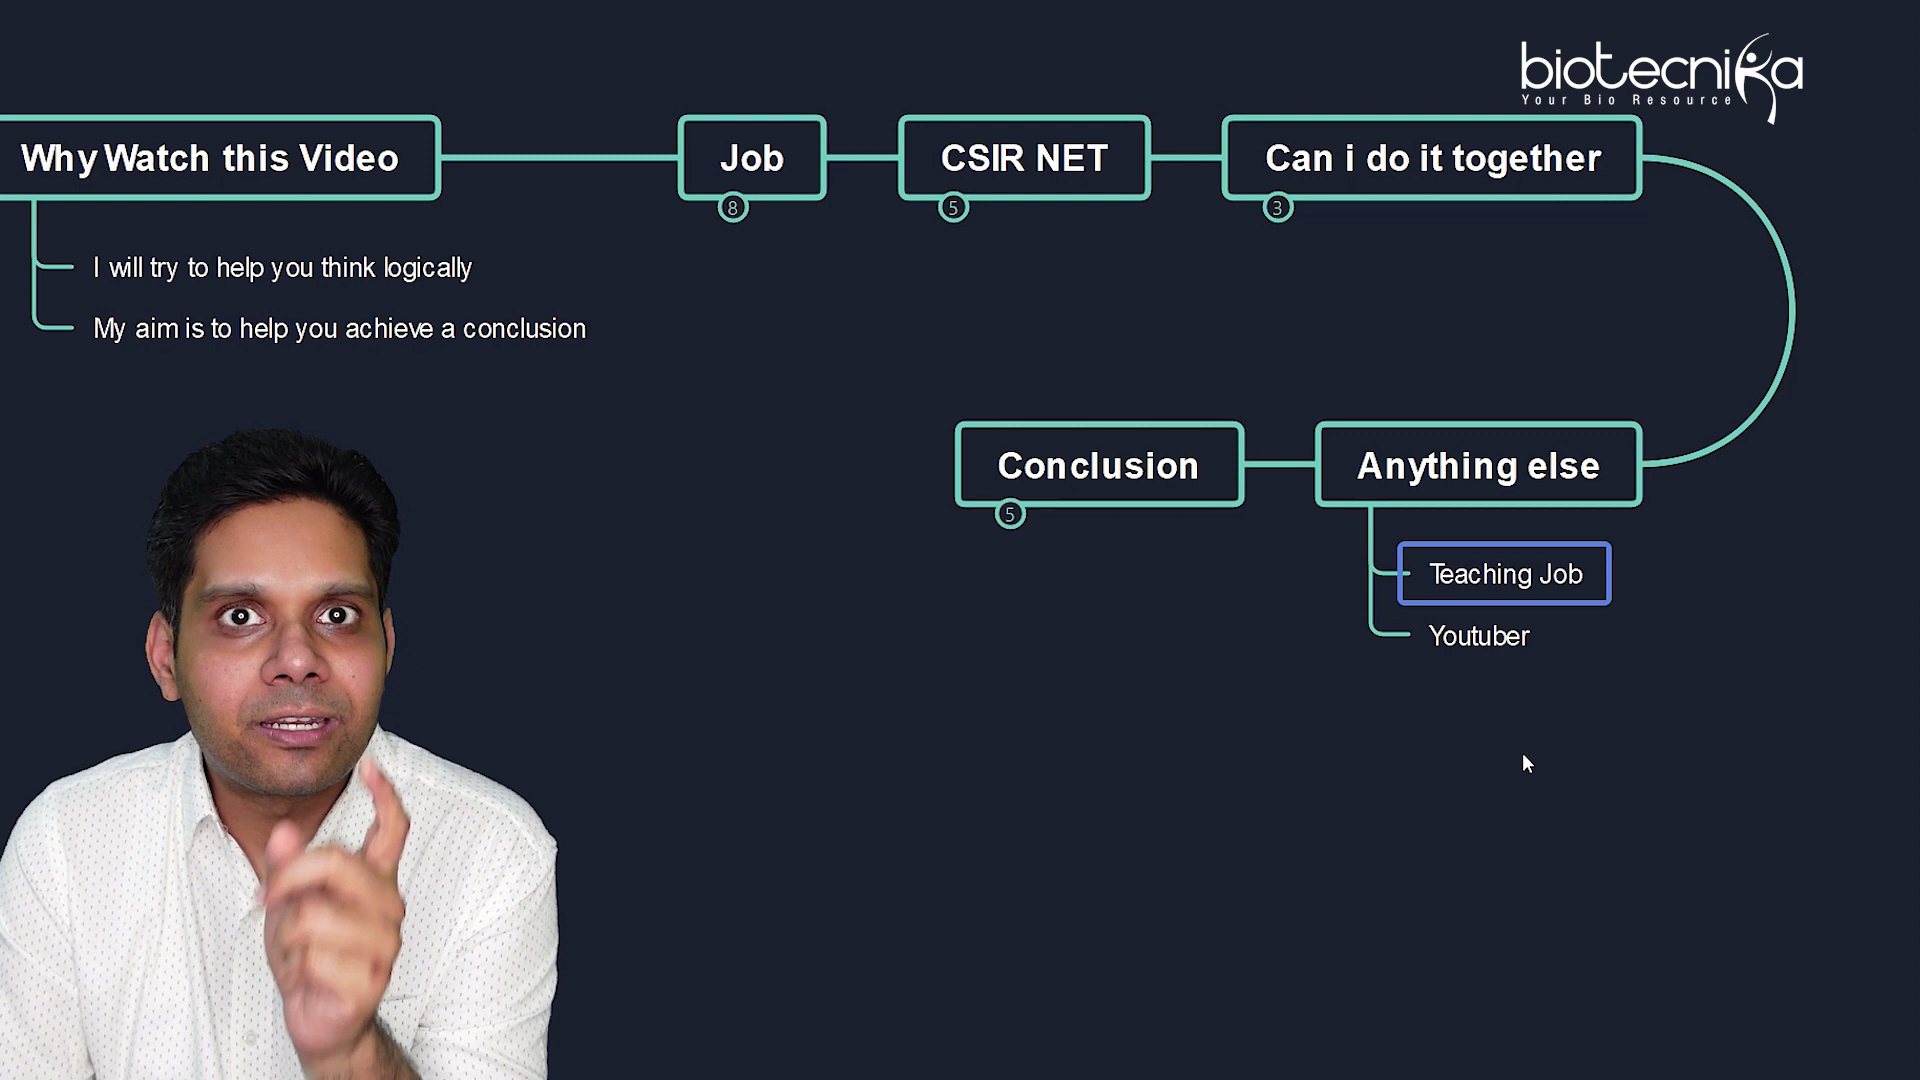 biotecnika
Your Bio Resource
Why Watch this Video
Job
CSIR NET
Can i do it together
8
5
3
I will try to help you think logically
My aim is to help you achieve a conclusion
Conclusion
Anything else
5
Teaching Job
Youtuber